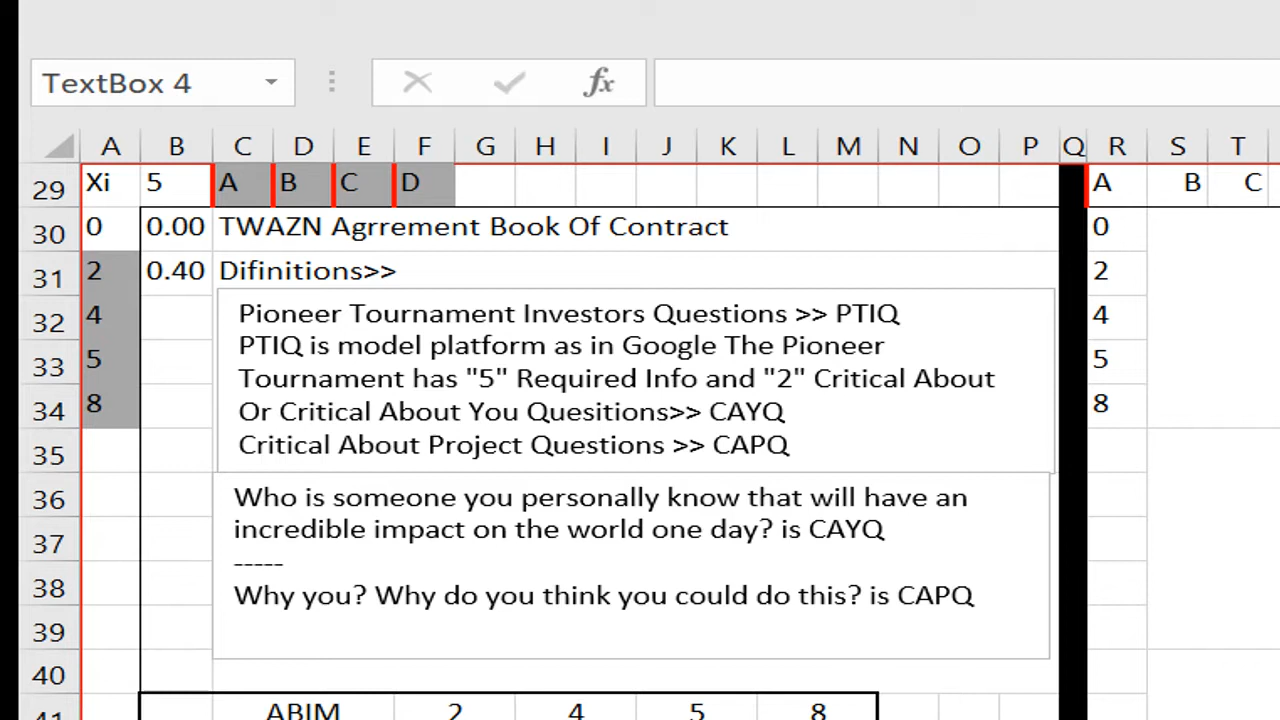 TextBox 4 fx
A B C D E F G H I J K L M N O P Q R S T
29 Xi 5 A B C D A B C
30 0 0.00 TWAZN Agrrement Book Of Contract 0
31 2 0.40 Difinitions>> 2
32 4 4
33 5 5
34 8 8
35
36
37
38
39
40
41
Pioneer Tournament Investors Questions >> PTIQ
PTIQ is model platform as in Google The Pioneer
Tournament has "5" Required Info and "2" Critical About
Or Critical About You Quesitions>> CAYQ
Critical About Project Questions >> CAPQ
Who is someone you personally know that will have an
incredible impact on the world one day? is CAYQ
-----
Why you? Why do you think you could do this? is CAPQ
ABIM 2 4 5 8